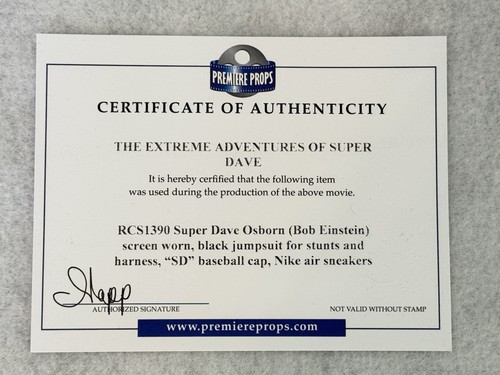 PREMIERE PROPS
CERTIFICATE OF AUTHENTICITY
THE EXTREME ADVENTURES OF SUPER
DAVE
It is hereby cerfified that the following item
was used during the production of the above movie.
RCS1390 Super Dave Osborn (Bob Einstein)
screen worn, black jumpsuit for stunts and
harness, “SD” baseball cap, Nike air sneakers
AUTHORIZED SIGNATURE
NOT VALID WITHOUT STAMP
www.premiereprops.com